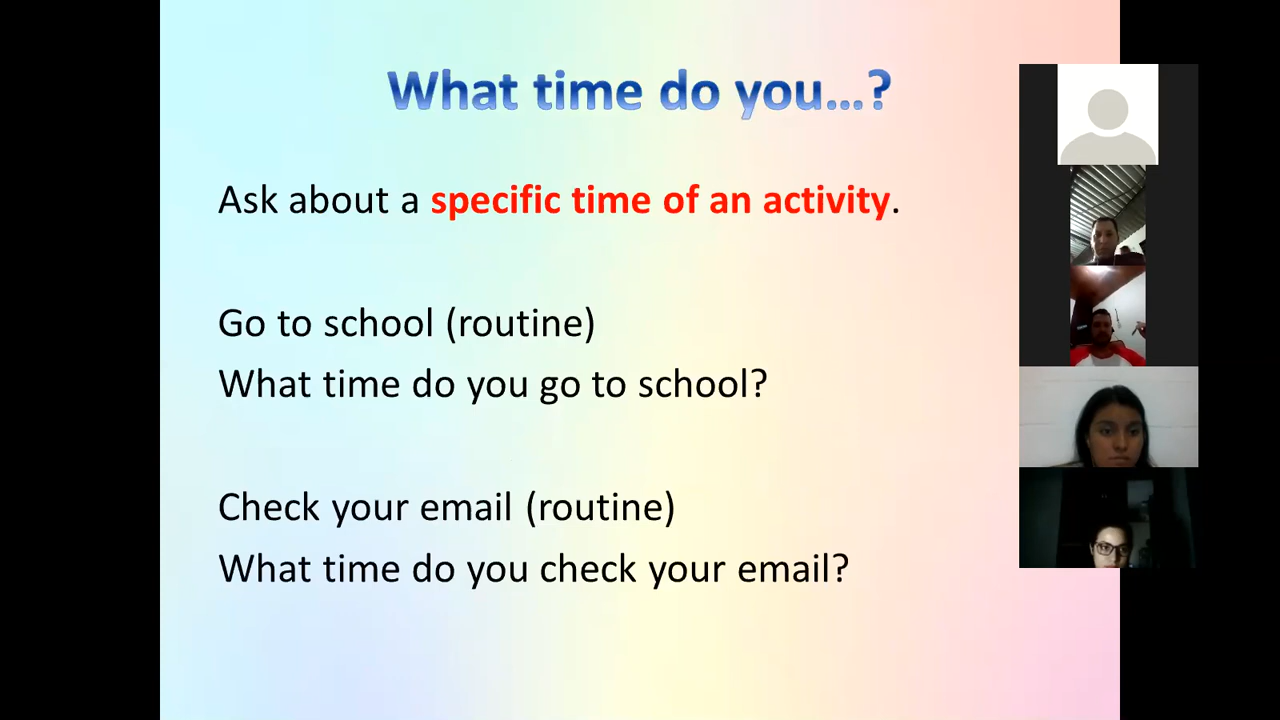 What time do you...?
Ask about a specific time of an activity.
Go to school (routine)
What time do you go to school?
Check your email (routine)
What time do you check your email?